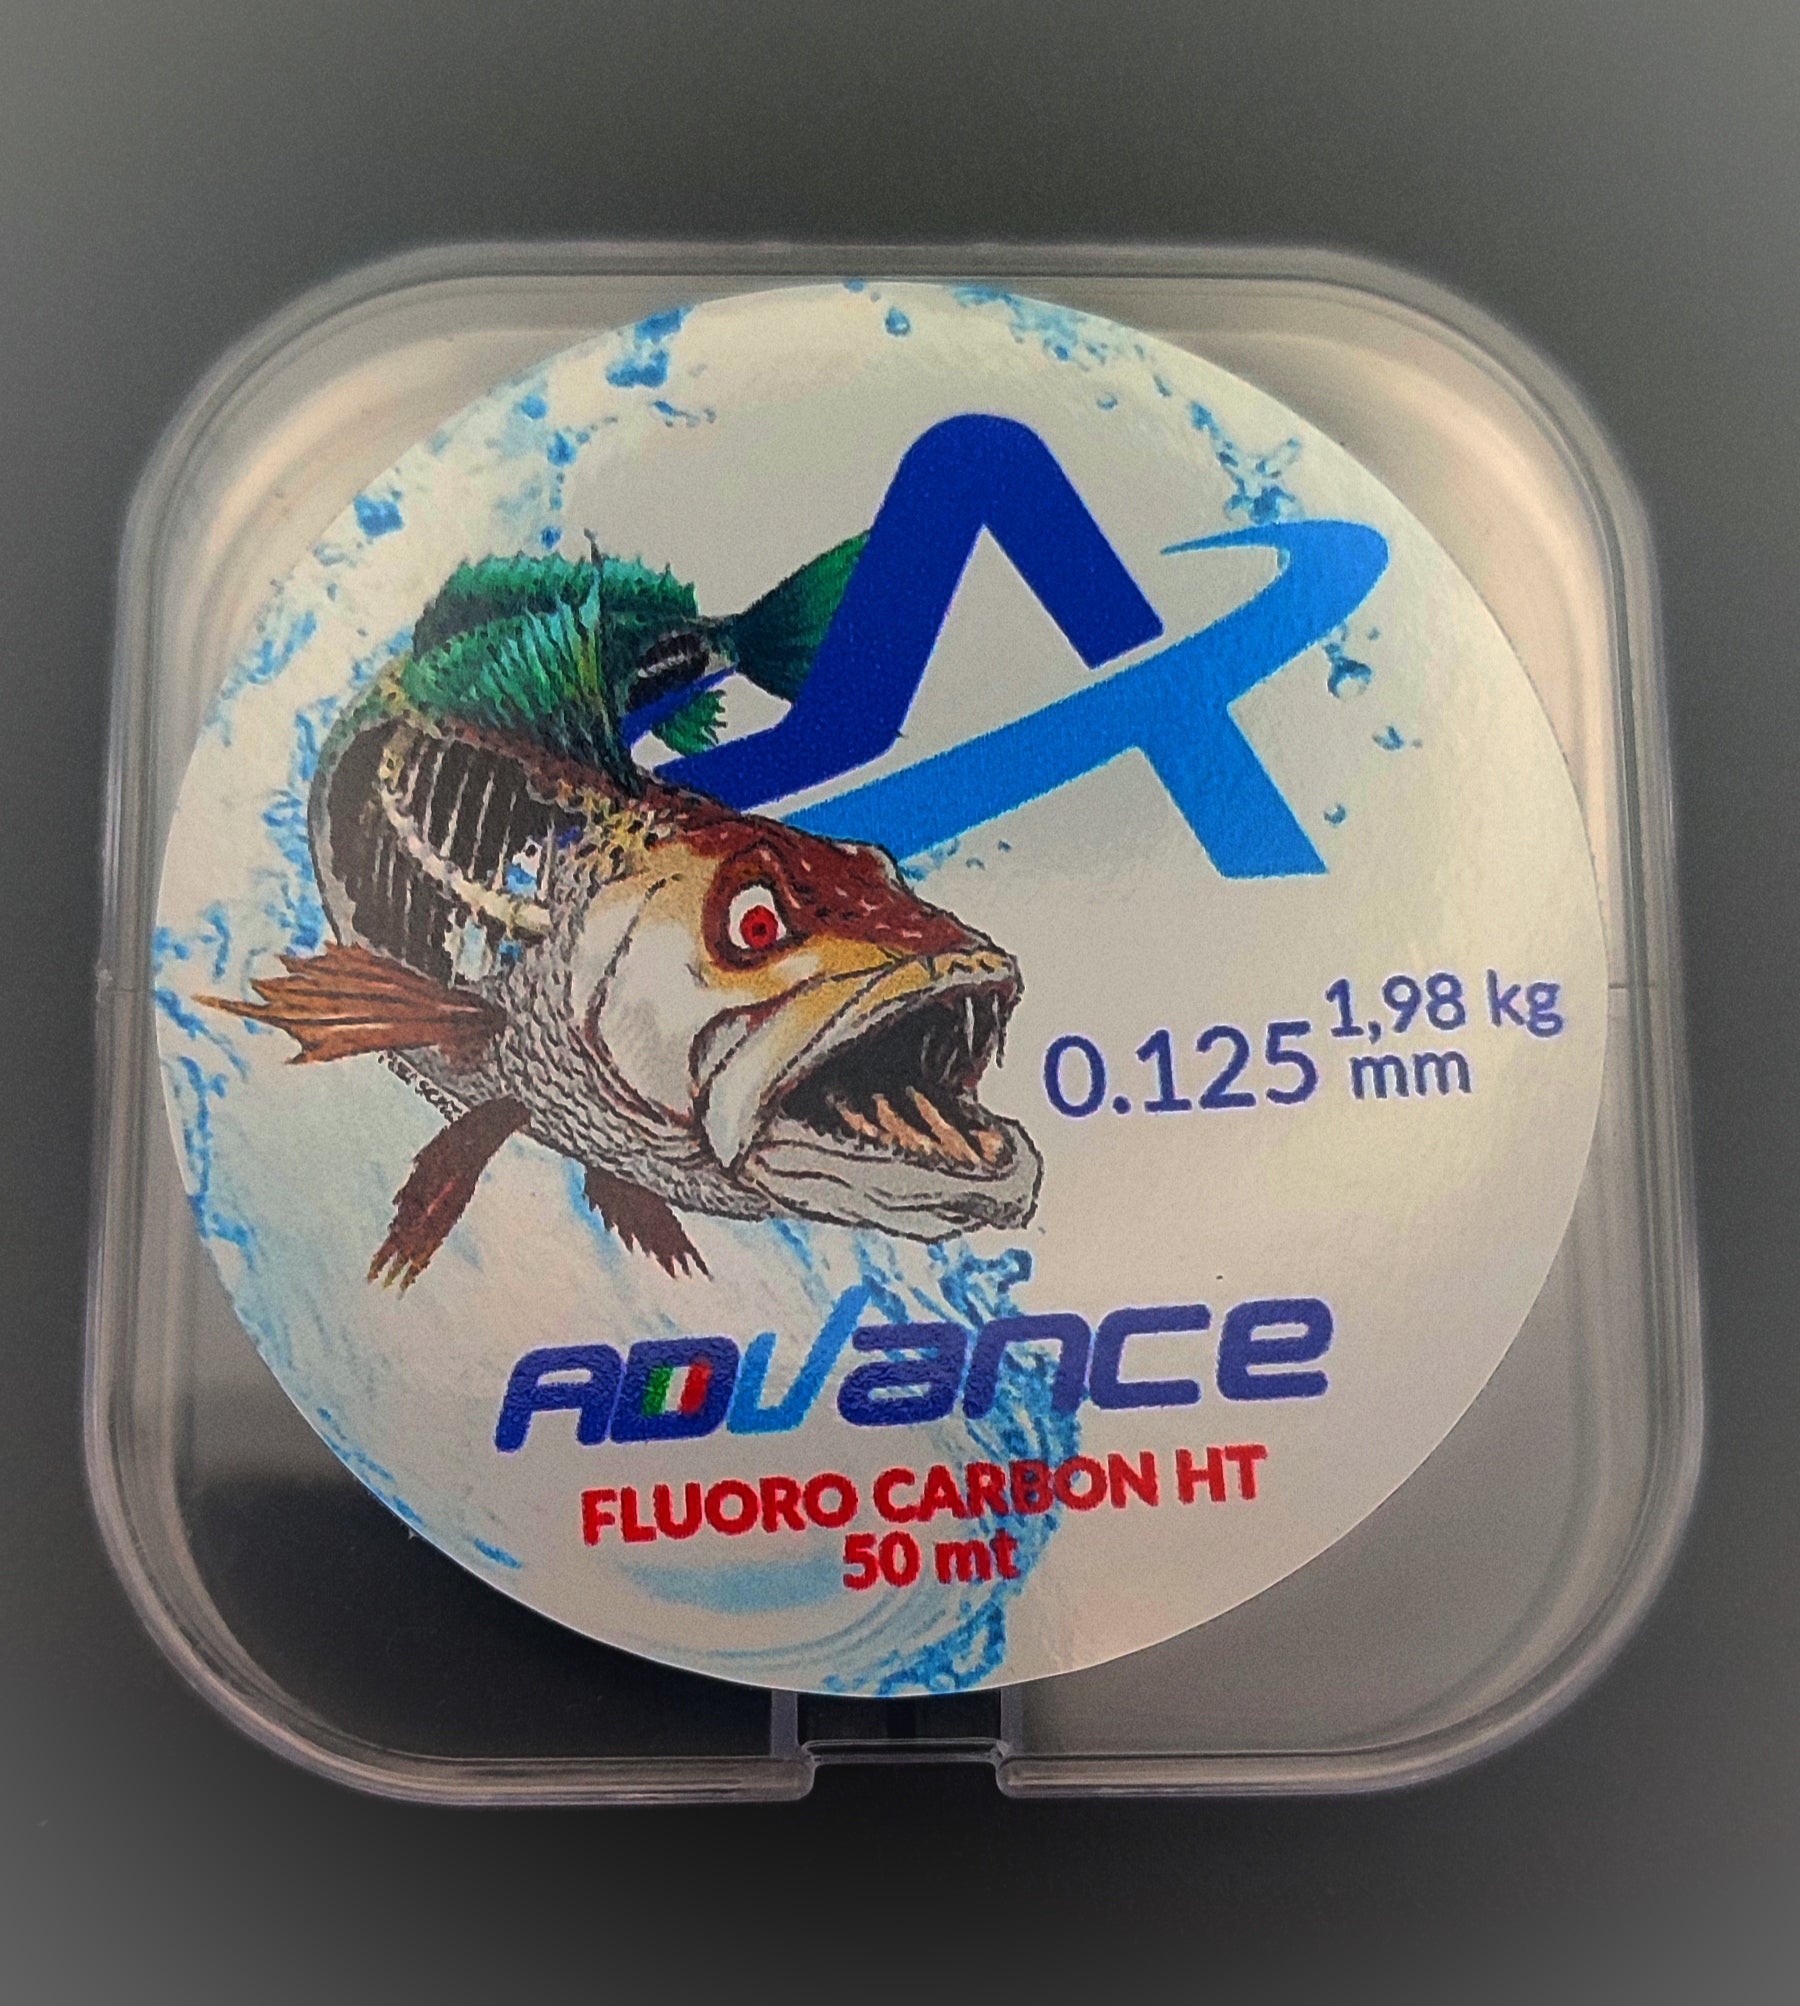 1,98 kg
0.125 mm
ADVance
FLUORO CARBON HT
50 mt